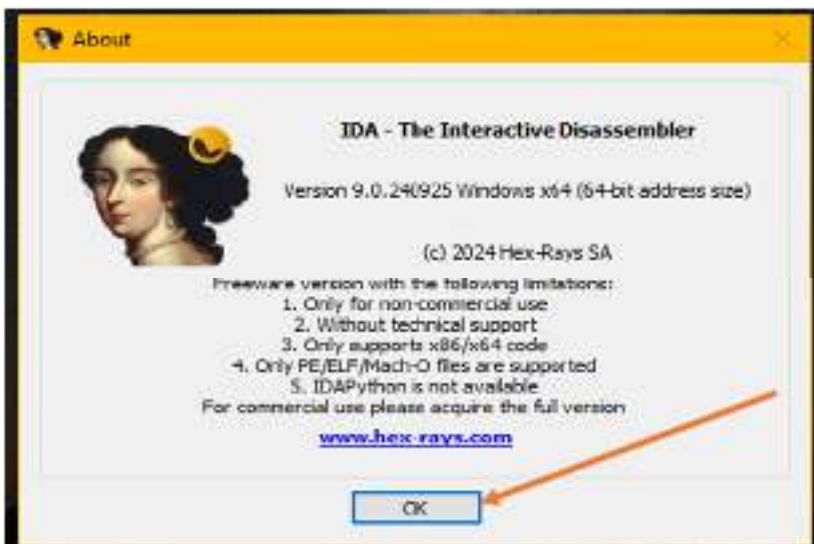 About
IDA - The Interactive Disassembler
Version 9.0.240925 Windows x64 (64-bit address size)
(c) 2024 Hex-Rays SA
Freeware version with the following limitations:
1. Only for non-commercial use
2. Without technical support
3. Only supports x86/x64 code
4. Only PE/ELF/Mach-O files are supported
5. IDAPython is not available
For commercial use please acquire the full version
www.hex-rays.com
OK